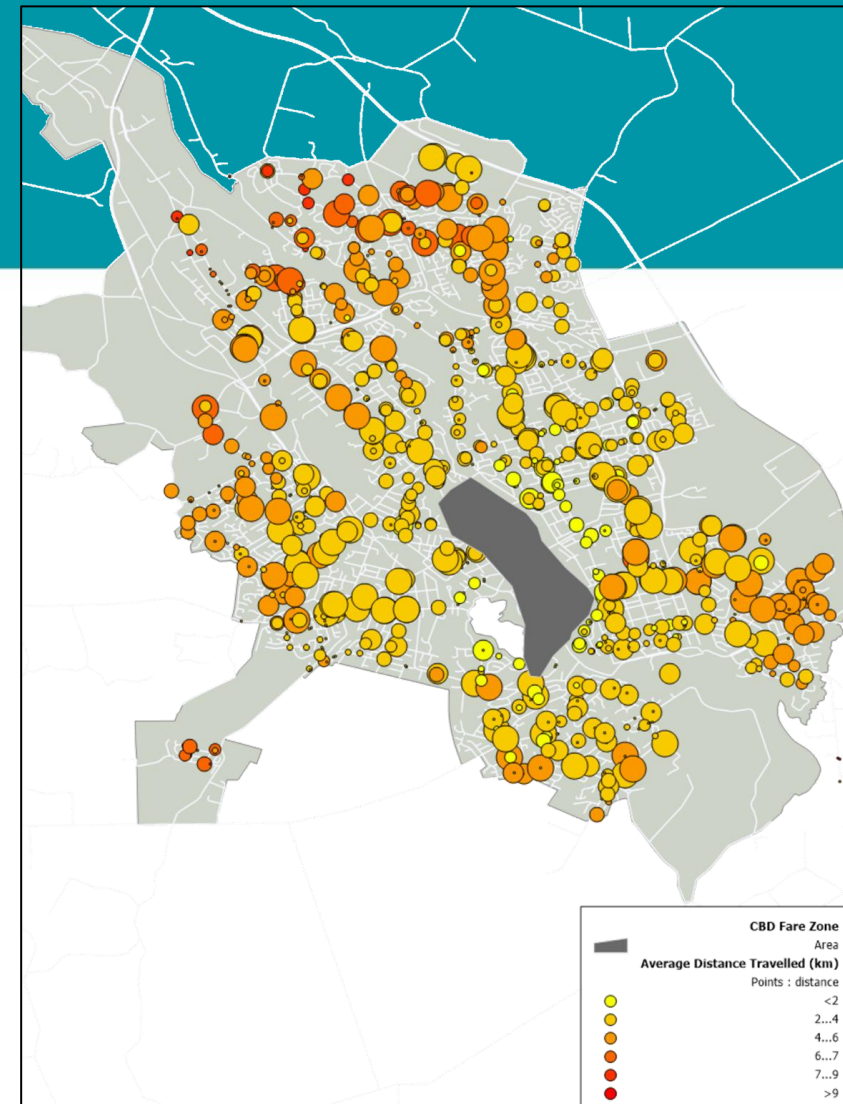 CBD Fare Zone
Area
Average Distance Travelled (km)
Points : distance
<2
2...4
4...6
6...7
7...9
>9